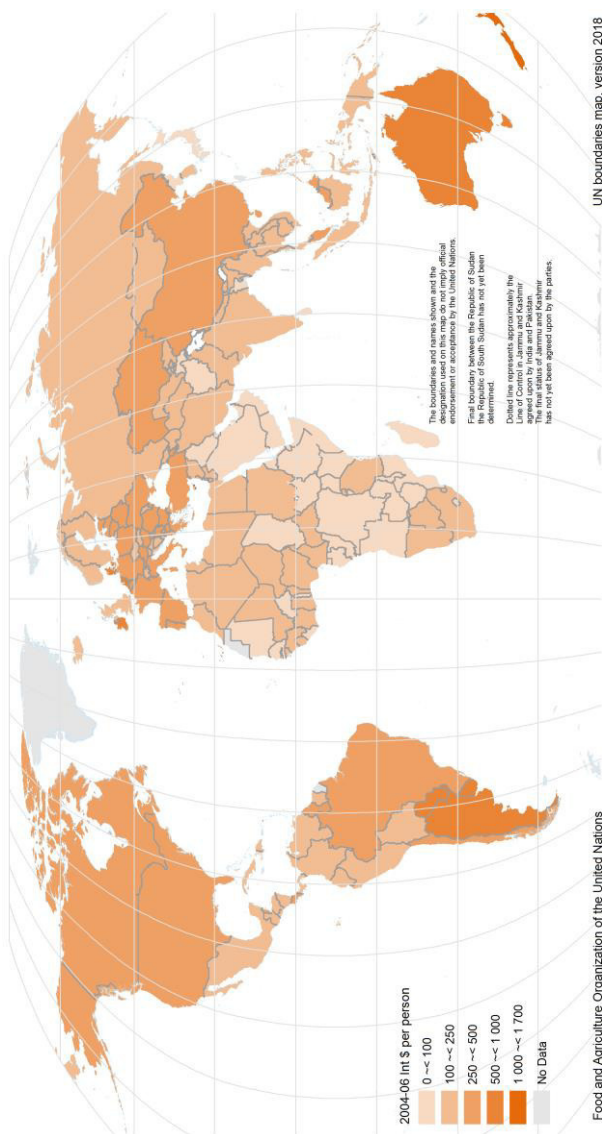 The boundaries and names shown and the
designation used on this map do not imply official
endorsement or acceptance by the United Nations.
Final boundary between the Republic of Sudan
the Republic of South Sudan has not yet been
determined.
Dotted line represents approximately the
Line of Control in Jammu and Kashmir
agreed upon by India and Pakistan.
The final status of Jammu and Kashmir
has not yet been agreed upon by the parties.
2004-06 Int $ per person
0 ~< 100
100 ~< 250
250 ~< 500
500 ~< 1 000
1 000 ~< 1 700
No Data
Food and Agriculture Organization of the United Nations
UN boundaries map, version 2018